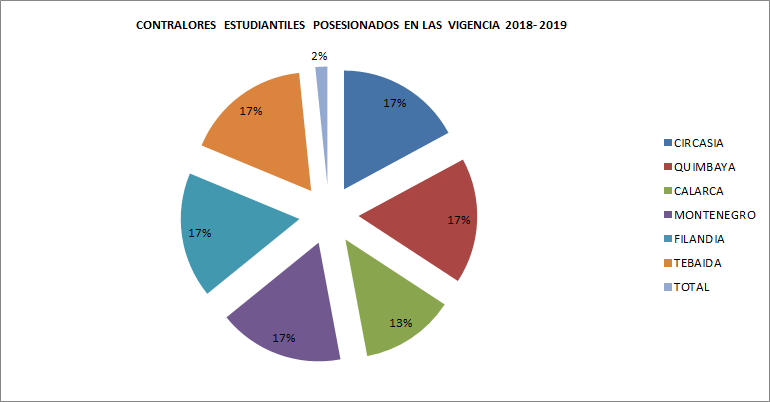 CONTRALORES ESTUDIANTILES POSESIONADOS EN LAS VIGENCIA 2018- 2019
2%
17%
17%
17%
17%
13%
17%
CIRCASIA
QUIMBAYA
CALARCA
MONTENEGRO
FILANDIA
TEBAIDA
TOTAL